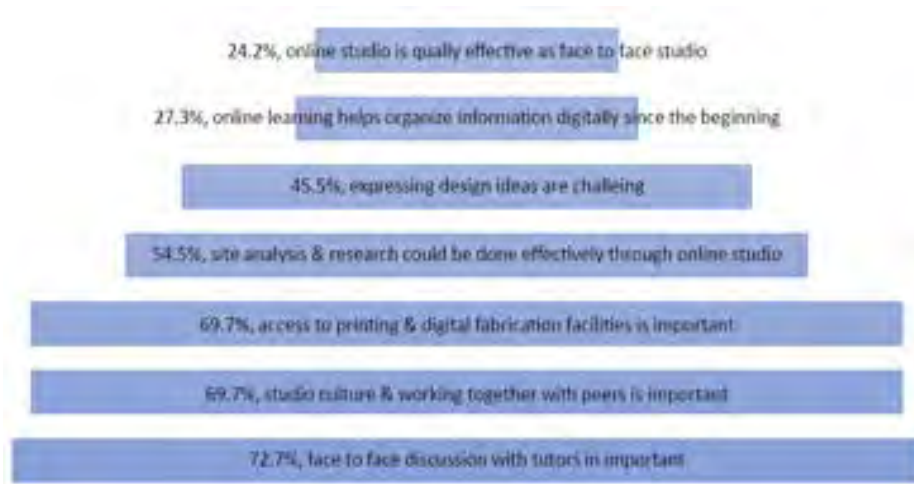 24.2%, online studio is qually effective as face to face studio
27.3%, online learning helps organize information digitally since the beginning
45.5%, expressing design ideas are challeing
54.5%, site analysis & research could be done effectively through online studio
69.7%, access to printing & digital fabrication facilities is important
69.7%, studio culture & working together with peers is important
72.7%, face to face discussion with tutors in important